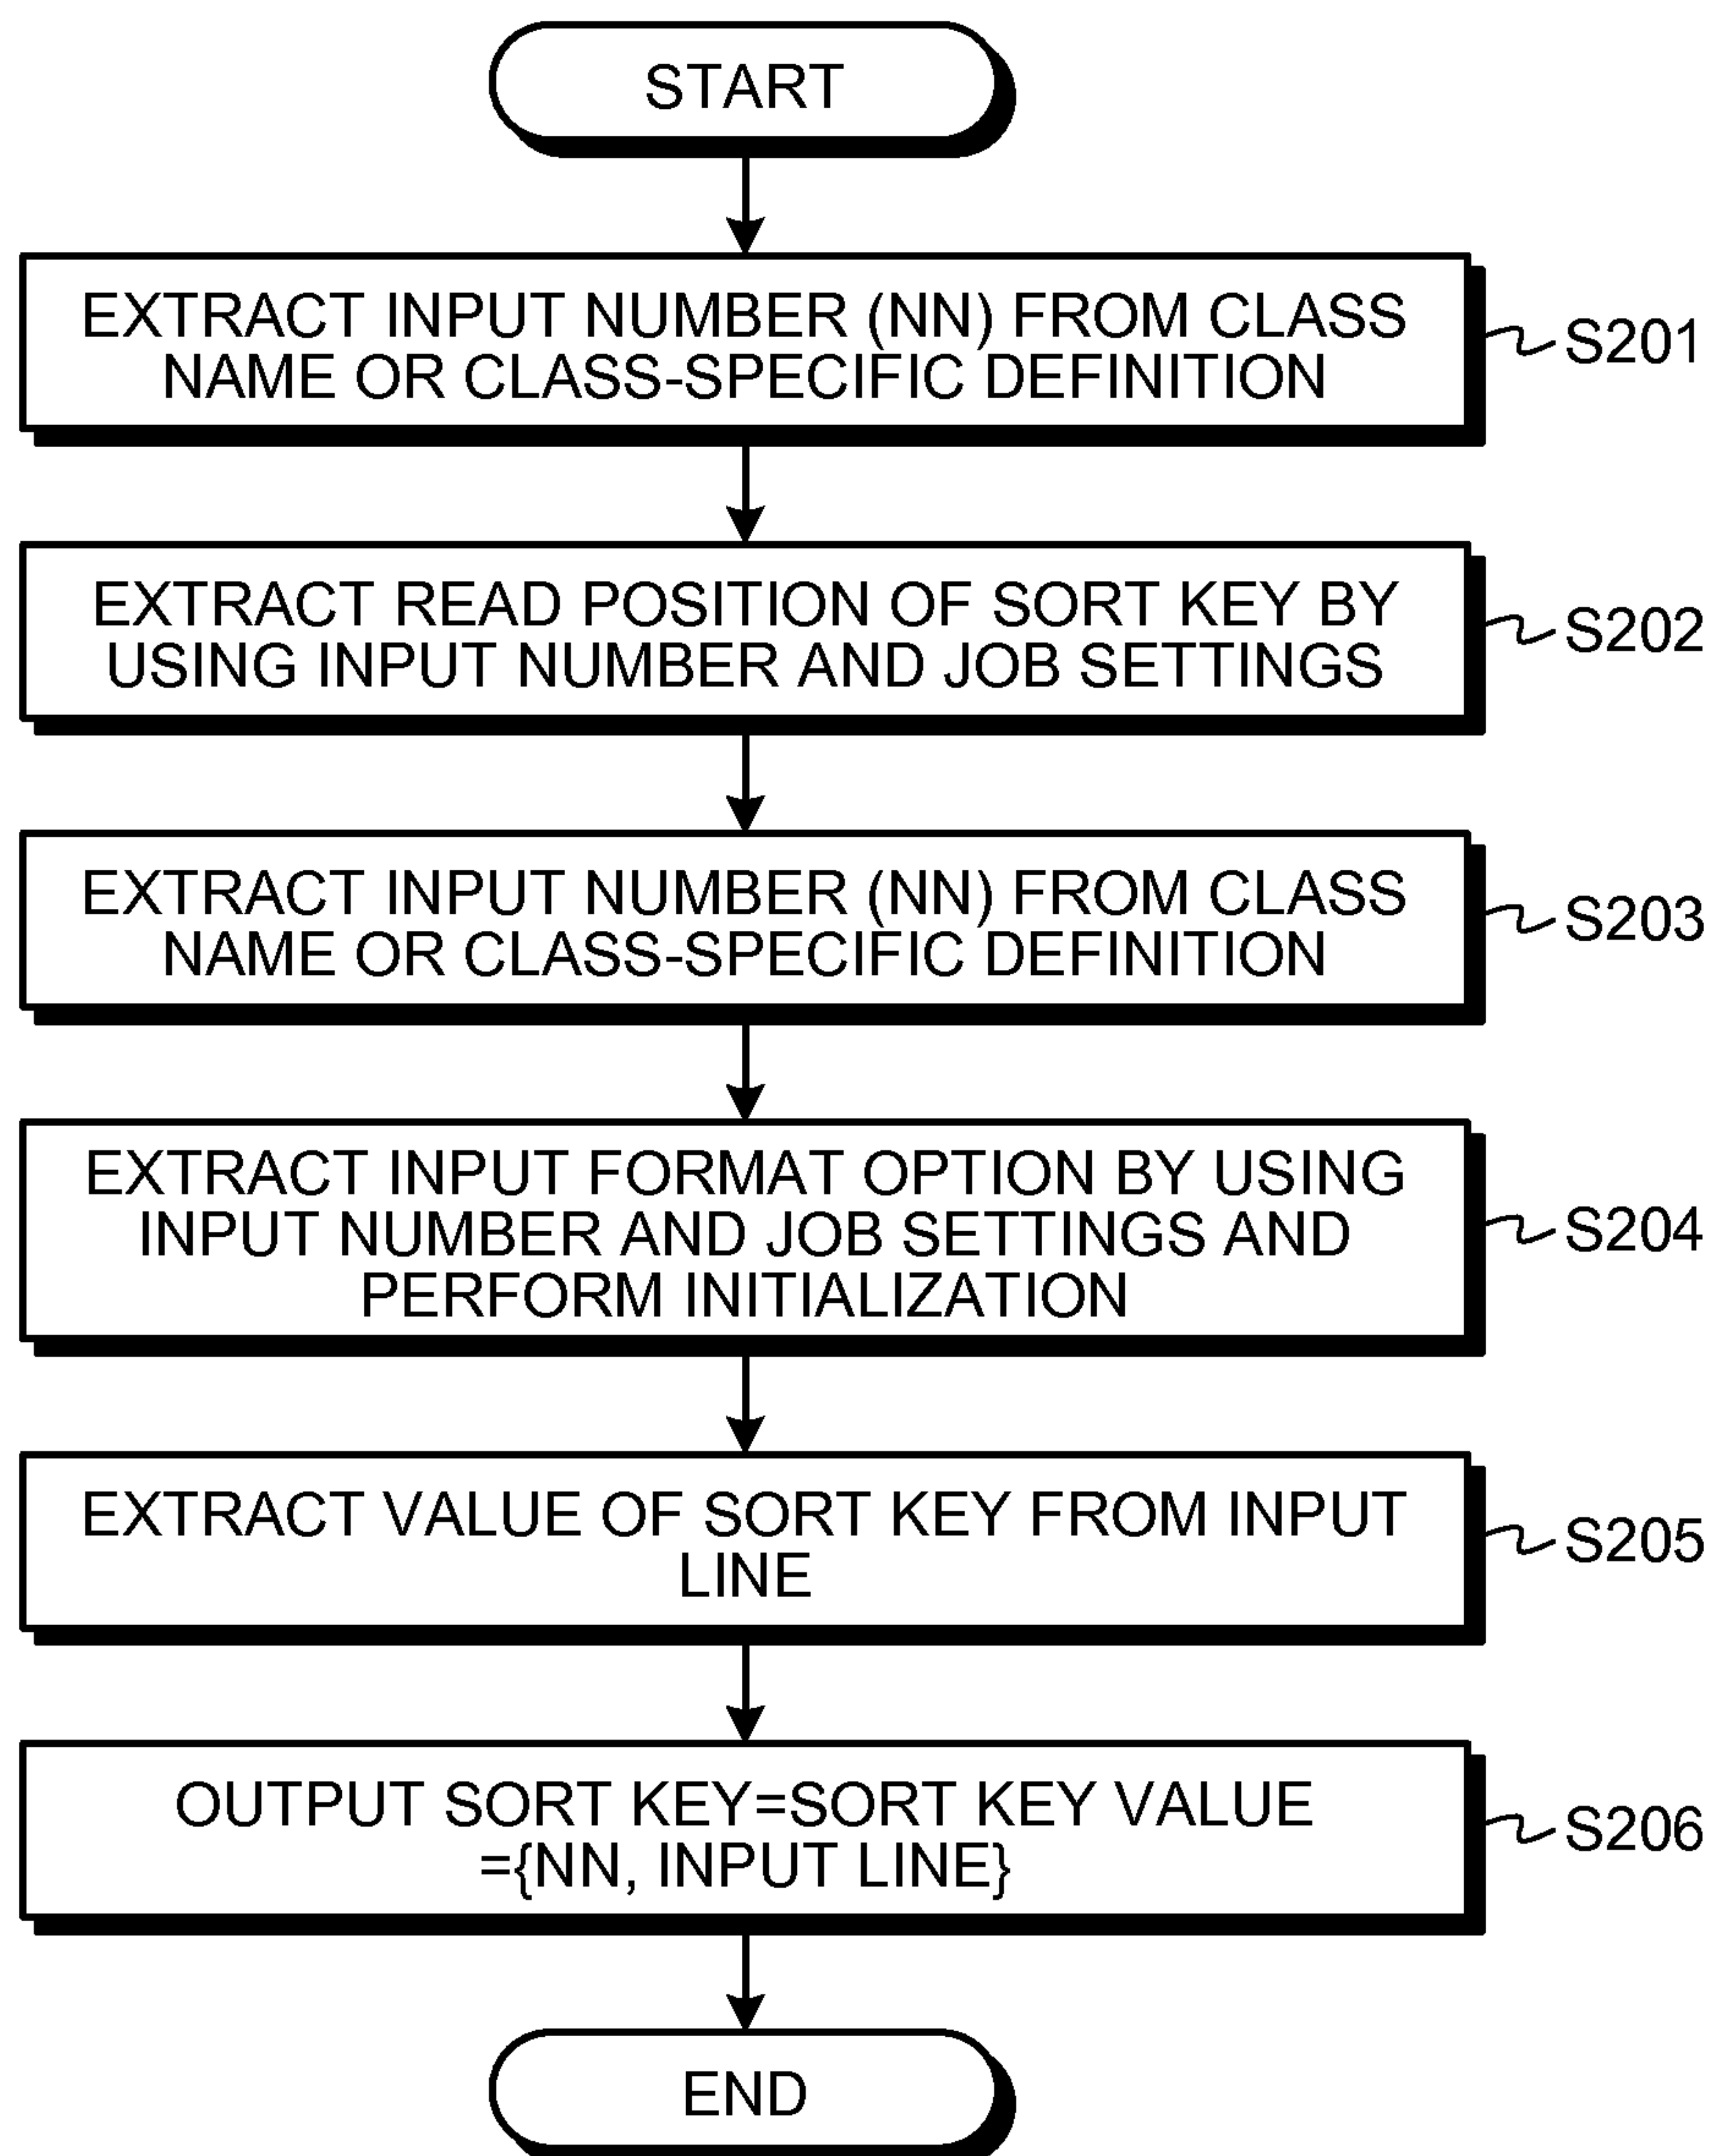 START
EXTRACT INPUT NUMBER (NN) FROM CLASS
NAME OR CLASS-SPECIFIC DEFINITION
S201
EXTRACT READ POSITION OF SORT KEY BY
USING INPUT NUMBER AND JOB SETTINGS
S202
EXTRACT INPUT NUMBER (NN) FROM CLASS
NAME OR CLASS-SPECIFIC DEFINITION
S203
EXTRACT INPUT FORMAT OPTION BY USING
INPUT NUMBER AND JOB SETTINGS AND
PERFORM INITIALIZATION
S204
EXTRACT VALUE OF SORT KEY FROM INPUT
LINE
S205
OUTPUT SORT KEY=SORT KEY VALUE
={NN, INPUT LINE}
S206
END